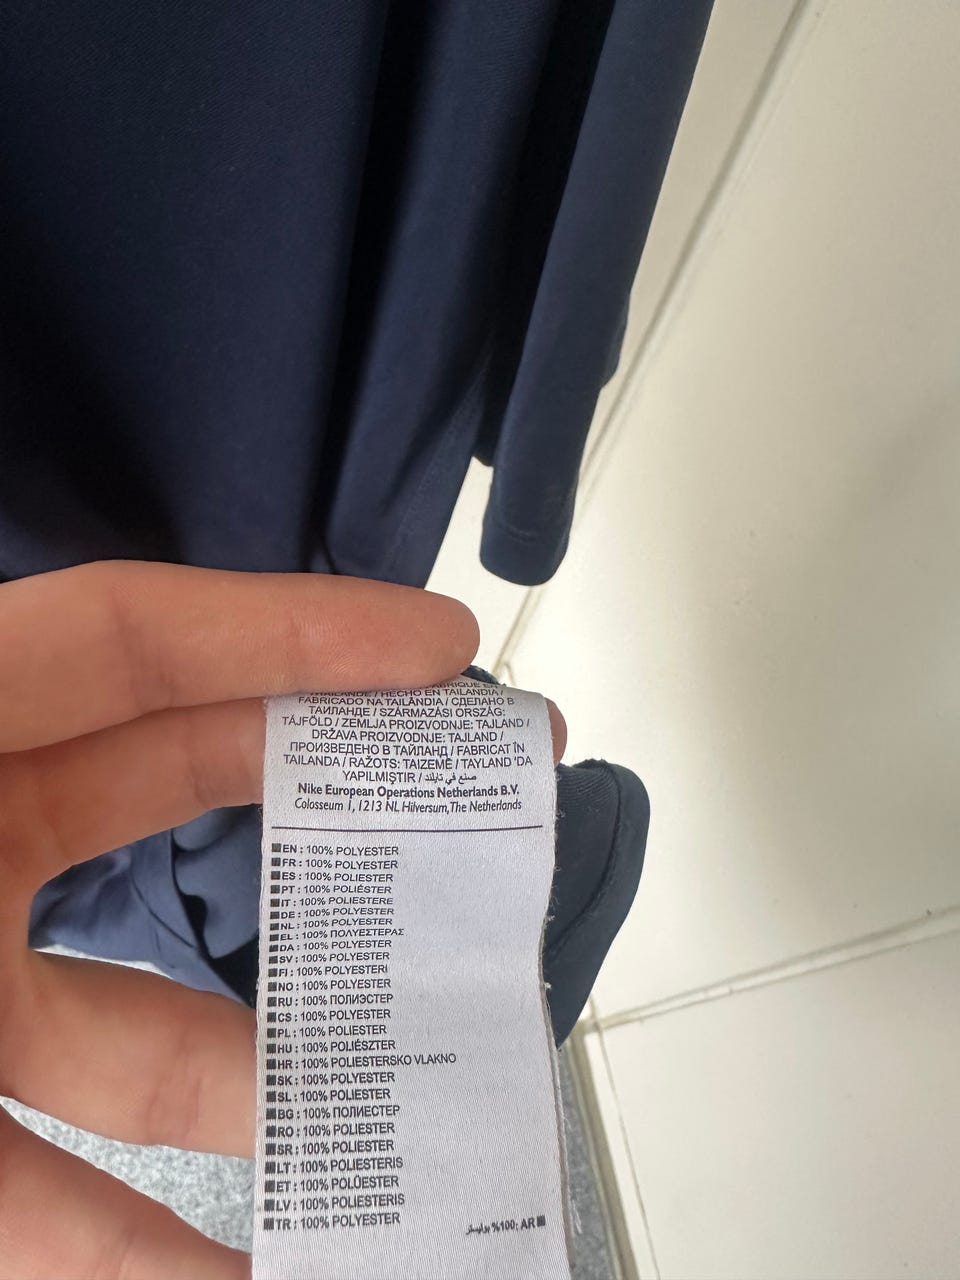 FABRIQUÉ EN
THAÏLANDE / HECHO EN TAILANDIA /
FABRICADO NA TAILÂNDIA / СДЕЛАНО В
ТАИЛАНДЕ / SZÁRMAZÁSI ORSZÁG:
TÁJFÖLD / ZEMLJA PROIZVODNJE: TAJLAND /
DRŽAVA PROIZVODNJE: TAJLAND /
ПРОИЗВЕДЕНО В ТАЙЛАНД / FABRICAT ÎN
TAILANDA / RAŽOTS: TAIZEMĒ / TAYLAND 'DA
YAPILMIŞTIR / صنع في تايلند
Nike European Operations Netherlands B.V.
Colosseum 1, 1213 NL Hilversum, The Netherlands
EN : 100% POLYESTER
FR : 100% POLYESTER
ES : 100% POLYESTER
PT : 100% POLIÉSTER
IT : 100% POLIESTERE
DE : 100% POLYESTER
NL : 100% POLYESTER
EL : 100% ΠΟΛΥΕΣΤΕΡΑΣ
DA : 100% POLYESTER
SV : 100% POLYESTER
FI : 100% POLYESTERI
NO : 100% POLYESTER
RU : 100% ПОЛИЭСТЕР
CS : 100% POLYESTER
PL : 100% POLIESTER
HU : 100% POLIÉSZTER
HR : 100% POLIESTERSKO VLAKNO
SK : 100% POLYESTER
SL : 100% POLIESTER
BG : 100% ПОЛИЕСТЕР
RO : 100% POLIESTER
SR : 100% POLIESTER
LT : 100% POLIESTERIS
ET : 100% POLÜESTER
LV : 100% POLIESTERIS
TR : 100% POLYESTER
AR :100% بوليستر